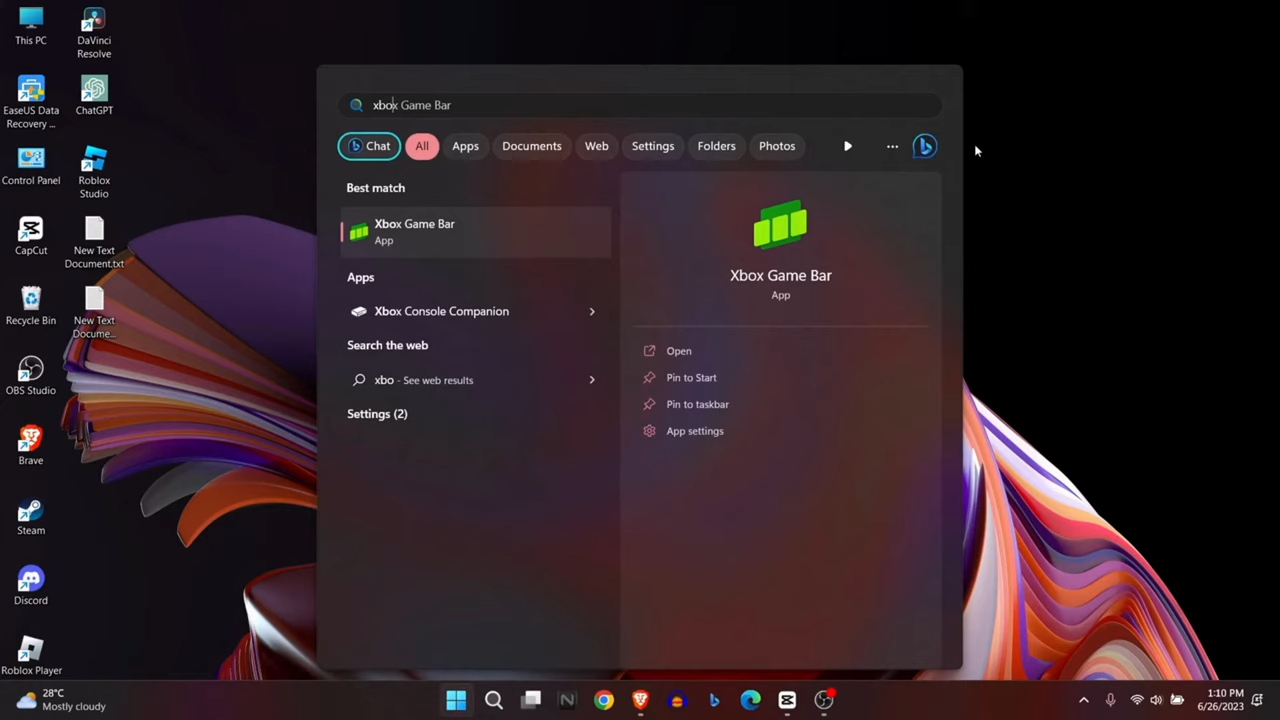 This PC
DaVinci
Resolve
EaseUS Data
Recovery ...
ChatGPT
Control Panel
Roblox
Studio
CapCut
New Text
Document.txt
Recycle Bin
New Text
Docume...
OBS Studio
Brave
Steam
Discord
Roblox Player
xbox Game Bar
Chat
All
Apps
Documents
Web
Settings
Folders
Photos
Best match
Xbox Game Bar
App
Apps
Xbox Console Companion
Search the web
xbo - See web results
Settings (2)
Xbox Game Bar
App
Open
Pin to Start
Pin to taskbar
App settings
28°C
Mostly cloudy
1:10 PM
6/26/2023